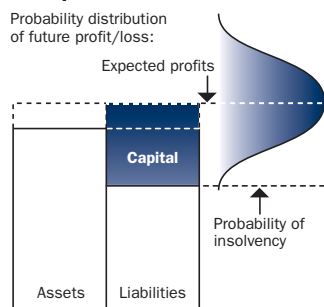 Probability distribution
of future profit/loss:
Expected profits
Capital
Probability of
insolvency
Assets
Liabilities